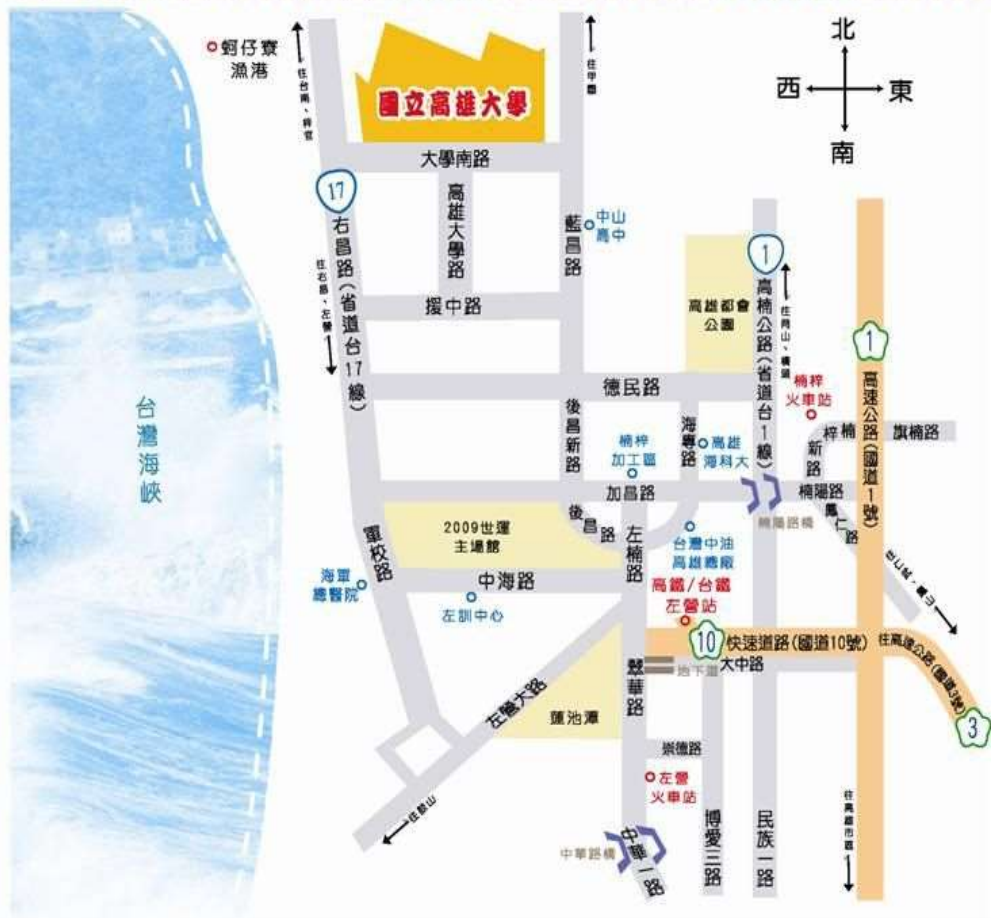 蚵仔寮
漁港
往台南、梓官
國立高雄大學
往甲圍
北
西
東
南
大學南路
17
右昌路(省道台17線)
往右昌、左營
高雄大學路
藍昌路
中山
高中
1
高楠公路(省道台1線)
援中路
高雄都會
公園
1
高速公路(國道1號)
台灣海峽
德民路
楠梓
火車站
後昌新路
海專路
楠梓
加工區
高雄
海科大
楠梓新路
旗楠路
加昌路
楠陽路
楠陽路橋
鳳仁路
2009世運
主場館
後昌路
左楠路
台灣中油
高雄總廠
軍校路
海軍
總醫院
中海路
左訓中心
高鐵/台鐵
左營站
10
快速道路(國道10號)
往高速公路(國道3號)
3
大中路
地下道
翠華路
左營大路
蓮池潭
崇德路
左營
火車站
往高雄市區
中華路橋
中華一路
博愛三路
民族一路